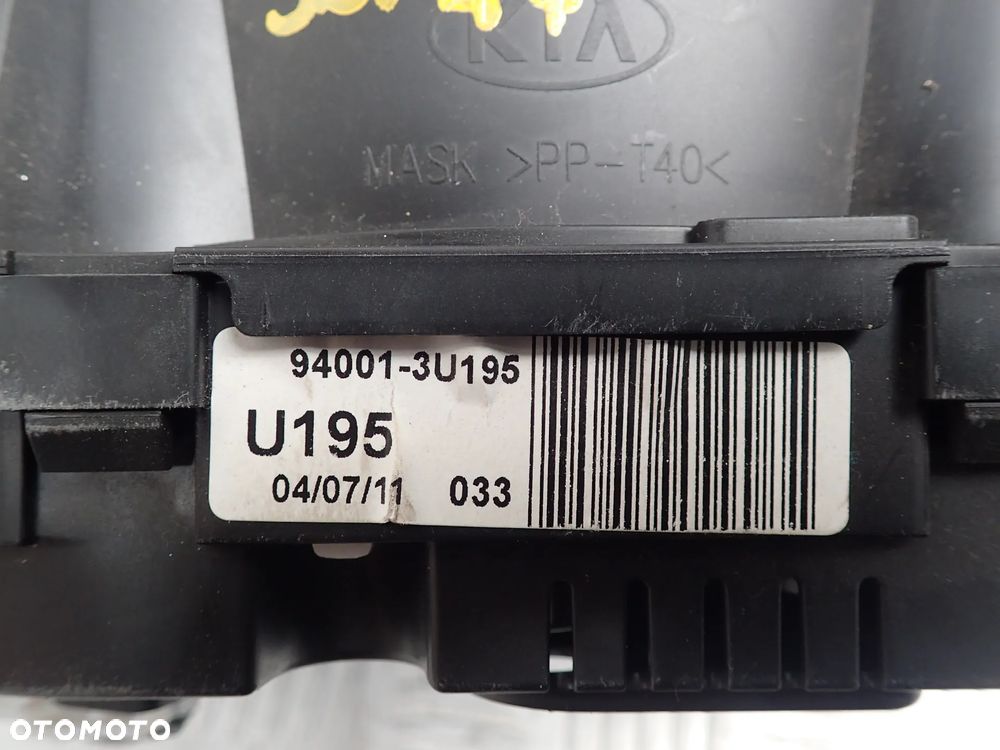 KIA
MASK >PP-T40<
94001-3U195
U195
04/07/11 033
OTOMOTO